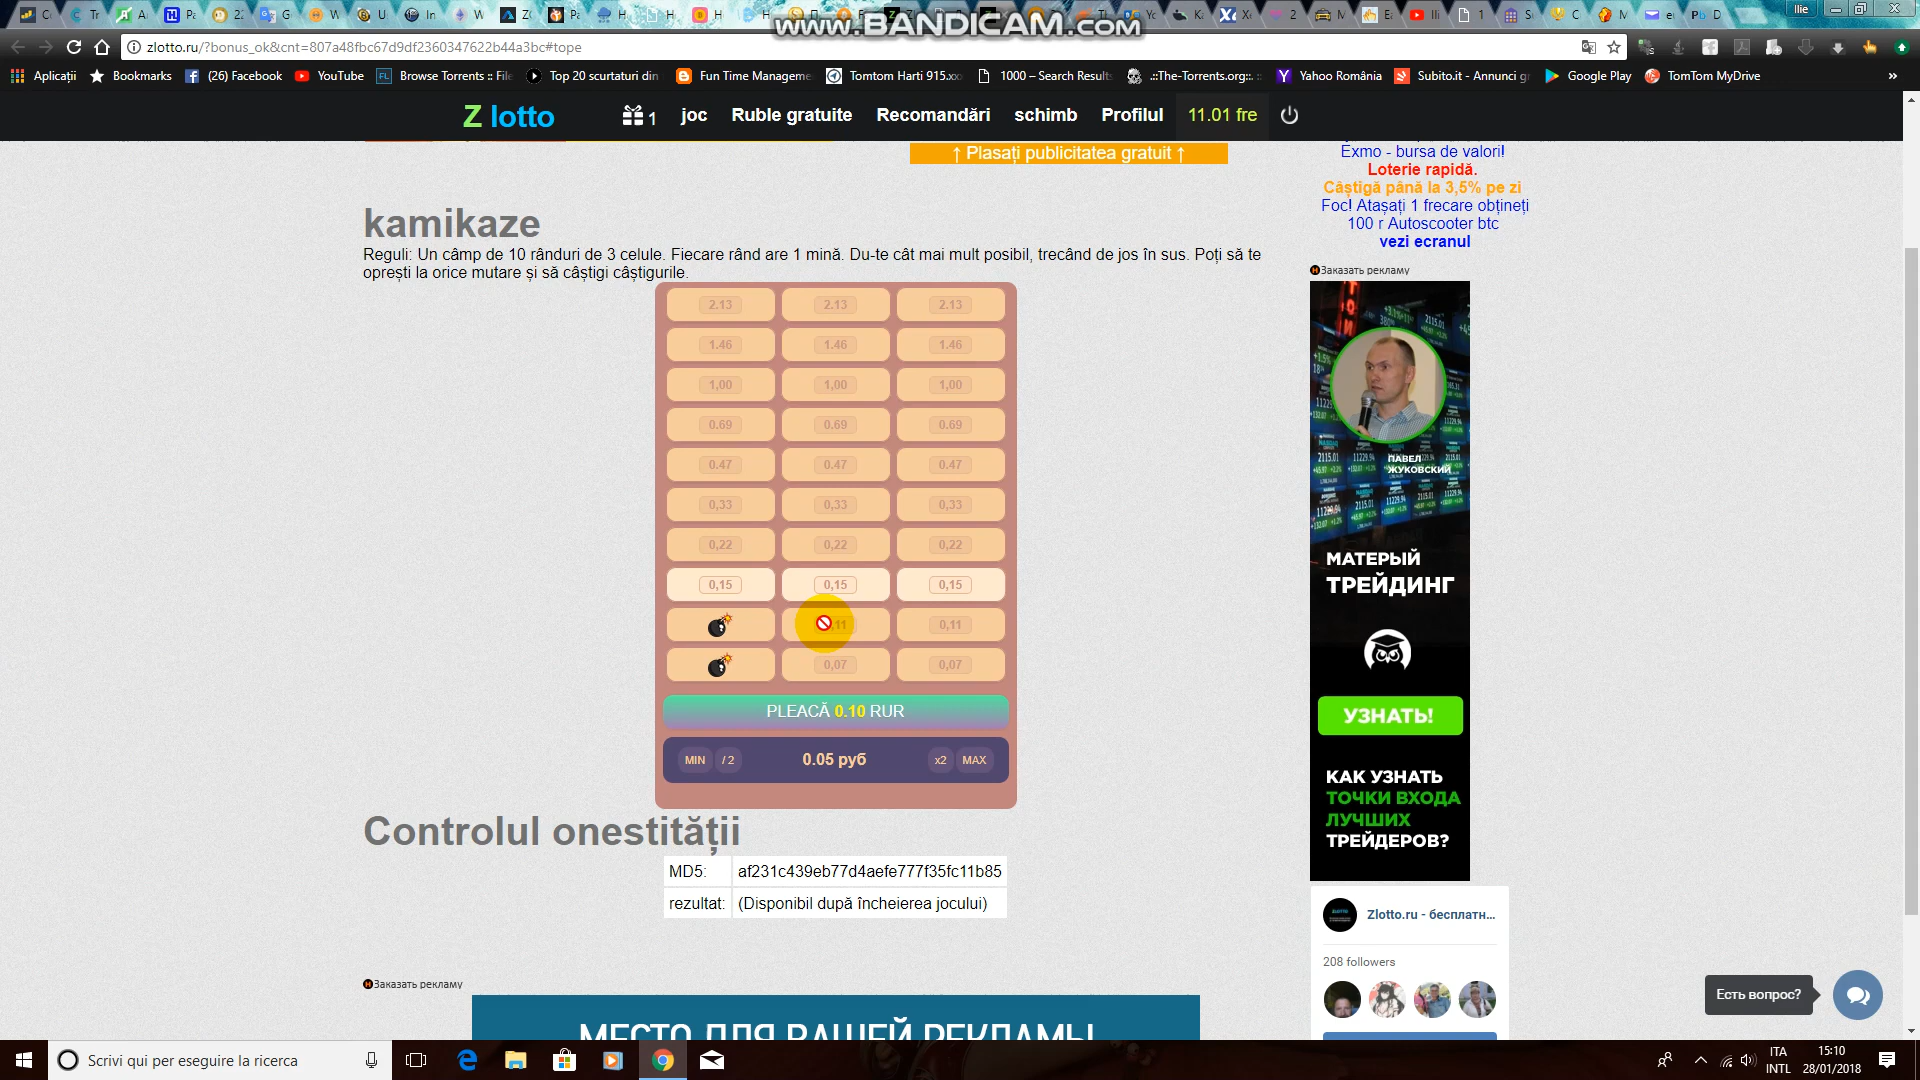 www.BANDICAM.com
Ilie
zlotto.ru/?bonus_ok&cnt=807a48fbc67d9df2360347622b44a3bc#tope
Aplicații Bookmarks (26) Facebook YouTube Browse Torrents :: File Top 20 scurtaturi din Fun Time Manageme Tomtom Harti 915.xx 1000 – Search Results .::The-Torrents.org::. Yahoo România Subito.it - Annunci gr Google Play TomTom MyDrive »
Z lotto 1 joc Ruble gratuite Recomandări schimb Profilul 11.01 fre
↑ Plasați publicitatea gratuit ↑
Exmo - bursa de valori!
Loterie rapidă.
Câștigă până la 3,5% pe zi
Foc! Atașați 1 frecare obțineți
100 r Autoscooter btc
vezi ecranul
kamikaze
Reguli: Un câmp de 10 rânduri de 3 celule. Fiecare rând are 1 mină. Du-te cât mai mult posibil, trecând de jos în sus. Poți să te
oprești la orice mutare și să câștigi câștigurile.
2.13 2.13 2.13
1.46 1.46 1.46
1,00 1,00 1,00
0.69 0.69 0.69
0.47 0.47 0.47
0,33 0,33 0,33
0,22 0,22 0,22
0,15 0,15 0,15
0,11
0,07 0,07
PLEACĂ 0.10 RUR
MIN / 2 0.05 руб x2 MAX
Controlul onestității
MD5: af231c439eb77d4aefe777f35fc11b85
rezultat: (Disponibil după încheierea jocului)
Заказать рекламу
МЕСТО ДЛЯ ВАШЕЙ РЕКЛАМЫ
Заказать рекламу
ПАВЕЛ
ЖУКОВСКИЙ
МАТЕРЫЙ
ТРЕЙДИНГ
УЗНАТЬ!
КАК УЗНАТЬ
ТОЧКИ ВХОДА
ЛУЧШИХ
ТРЕЙДЕРОВ?
Zlotto.ru - бесплатн...
208 followers
Есть вопрос?
Scrivi qui per eseguire la ricerca
ITA
INTL
15:10
28/01/2018